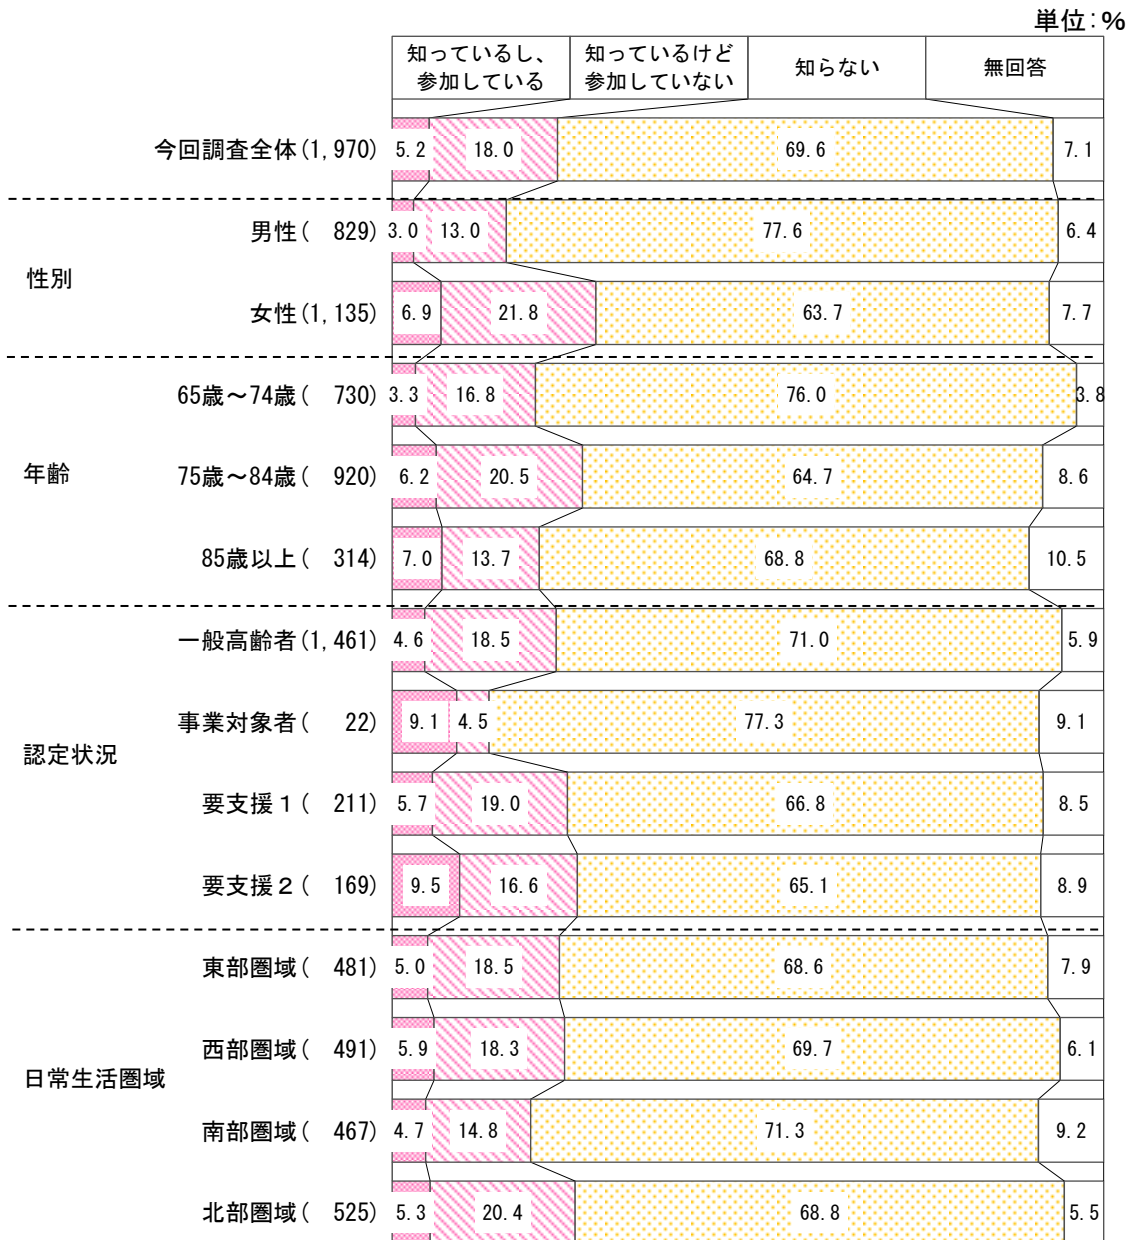 単位:%
知っているし、 知っているけど 知らない 無回答
参加している 参加していない
今回調査全体(1,970) 5.2 18.0 69.6 7.1
性別
男性( 829) 3.0 13.0 77.6 6.4
女性(1,135) 6.9 21.8 63.7 7.7
年齢
65歳～74歳( 730) 3.3 16.8 76.0 3.8
75歳～84歳( 920) 6.2 20.5 64.7 8.6
85歳以上( 314) 7.0 13.7 68.8 10.5
認定状況
一般高齢者(1,461) 4.6 18.5 71.0 5.9
事業対象者( 22) 9.1 4.5 77.3 9.1
要支援１( 211) 5.7 19.0 66.8 8.5
要支援２( 169) 9.5 16.6 65.1 8.9
日常生活圏域
東部圏域( 481) 5.0 18.5 68.6 7.9
西部圏域( 491) 5.9 18.3 69.7 6.1
南部圏域( 467) 4.7 14.8 71.3 9.2
北部圏域( 525) 5.3 20.4 68.8 5.5